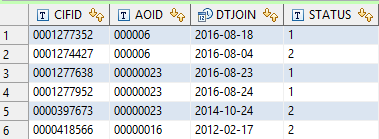 CIFID AOID DTJOIN STATUS
1 0001277352 000006 2016-08-18 1
2 0001274427 000006 2016-08-04 2
3 0001277638 00000023 2016-08-23 1
4 0001277952 00000023 2016-08-24 1
5 0000397673 00000023 2014-10-24 2
6 0000418566 00000016 2012-02-17 2